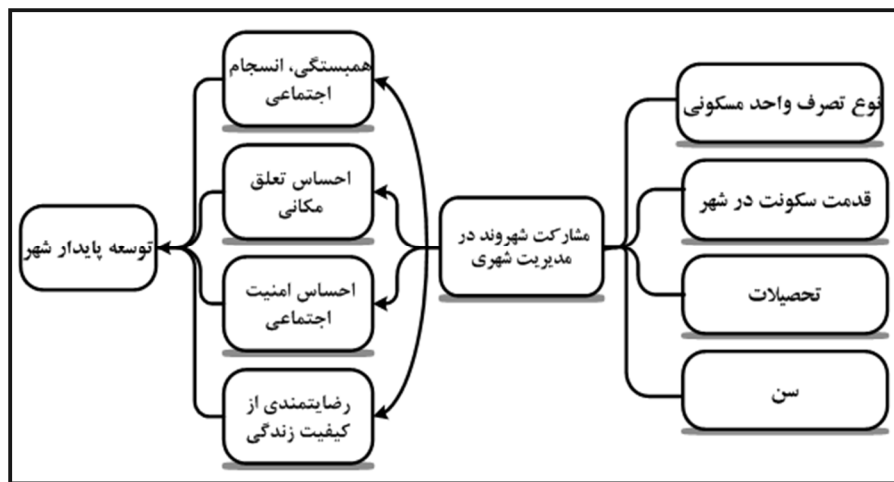 نوع تصرف واحد مسکونی
قدمت سکونت در شهر
تحصیلات
سن
مشارکت شهروند در
مدیریت شهری
همبستگی، انسجام
اجتماعی
احساس تعلق
مکانی
احساس امنیت
اجتماعی
رضایتمندی از
کیفیت زندگی
توسعه پایدار شهر